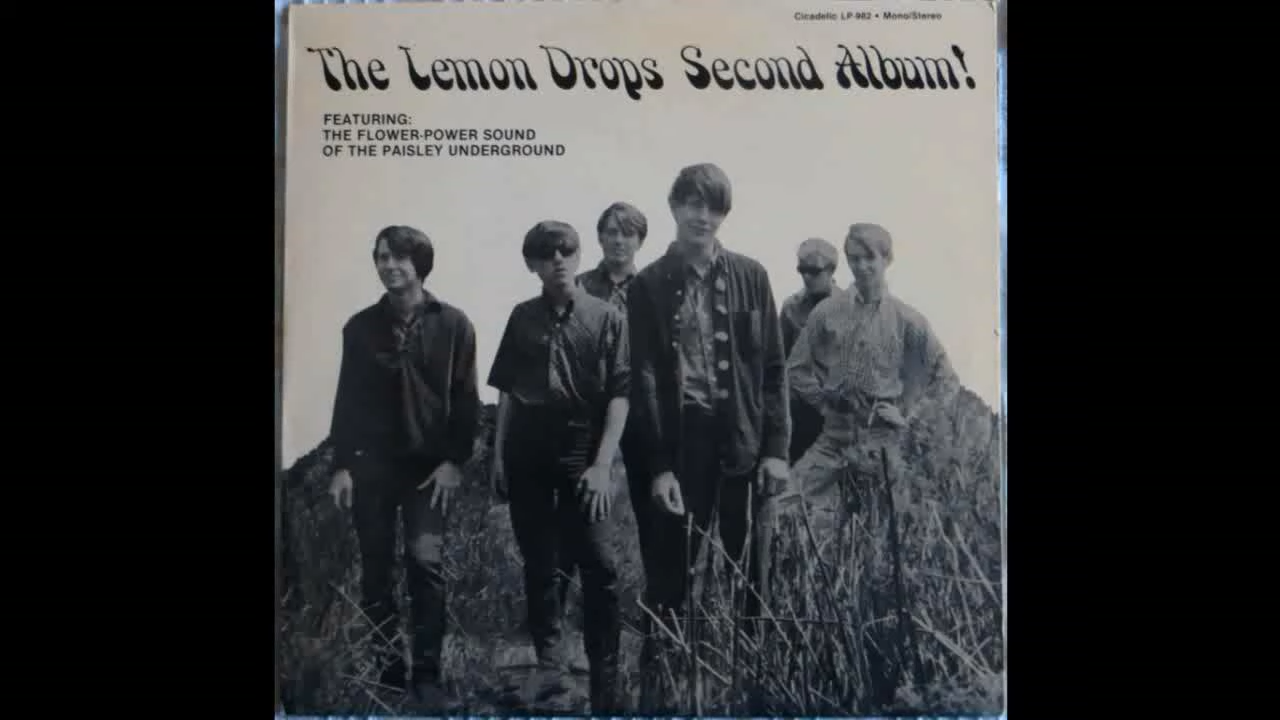 Cicadelic LP-982 • Mono/Stereo
The Lemon Drops Second Album!
FEATURING:
THE FLOWER-POWER SOUND
OF THE PAISLEY UNDERGROUND